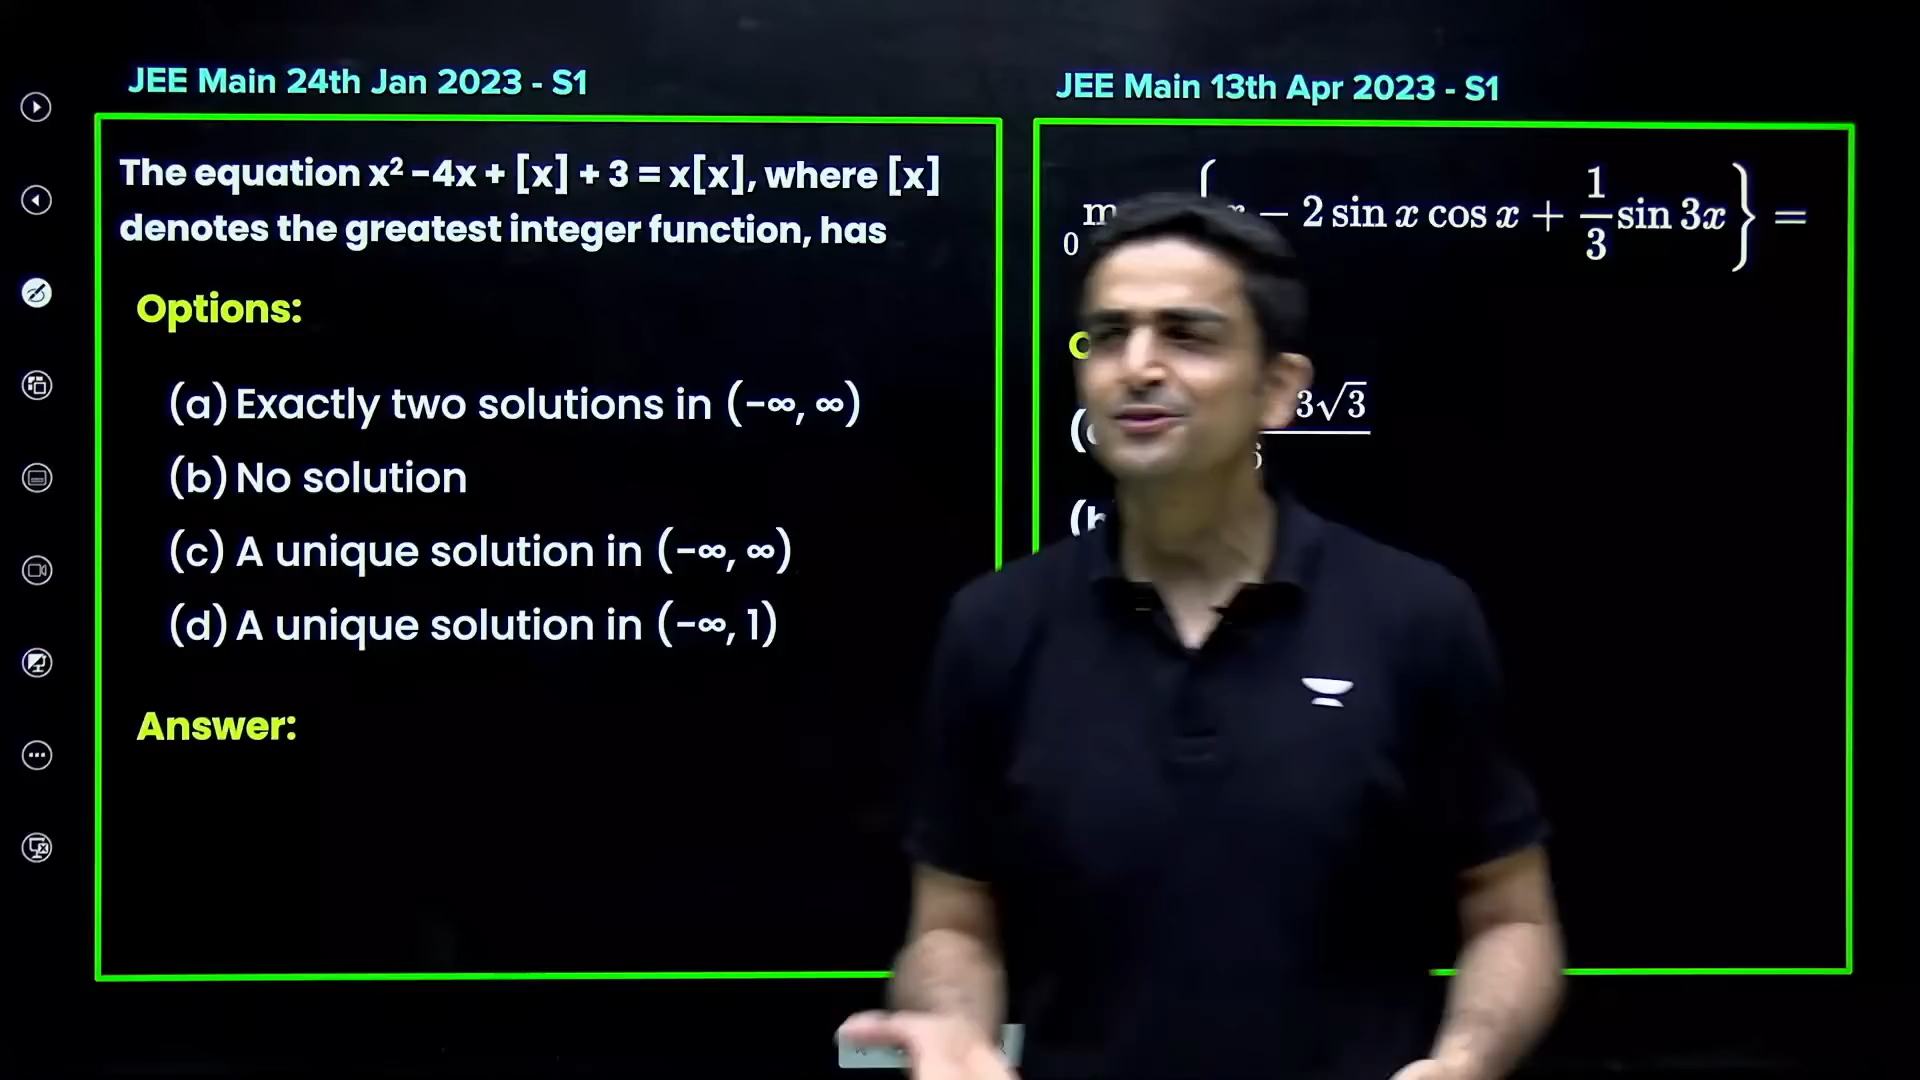 JEE Main 24th Jan 2023 - S1
The equation x² −4x + [x] + 3 = x[x], where [x]
denotes the greatest integer function, has
Options:
(a) Exactly two solutions in (−∞, ∞)
(b) No solution
(c) A unique solution in (−∞, ∞)
(d) A unique solution in (−∞, 1)
Answer:
JEE Main 13th Apr 2023 - S1
− 2 sin x cos x + 1/3 sin 3x} =
0
3√3